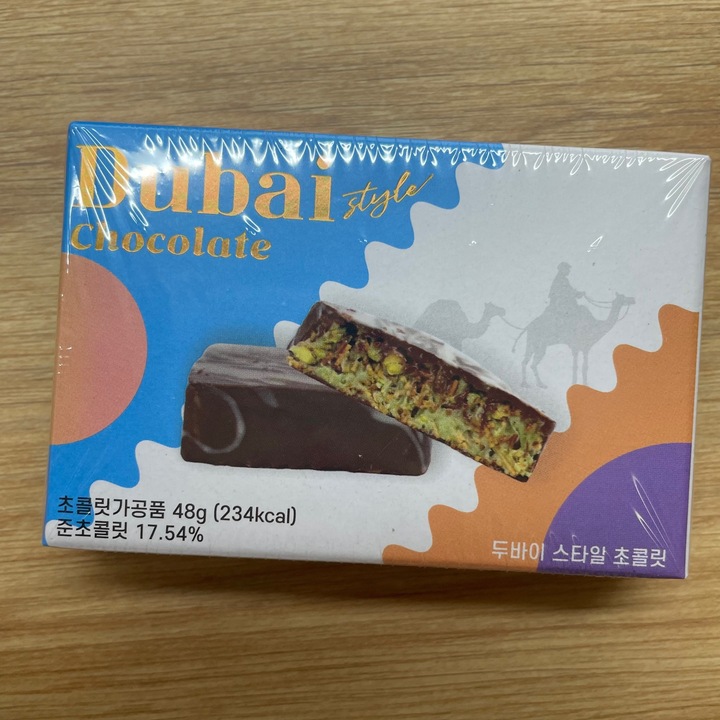 Dubai style
Chocolate
초콜릿가공품 48g (234kcal)
준초콜릿 17.54%
두바이 스타알 초콜릿